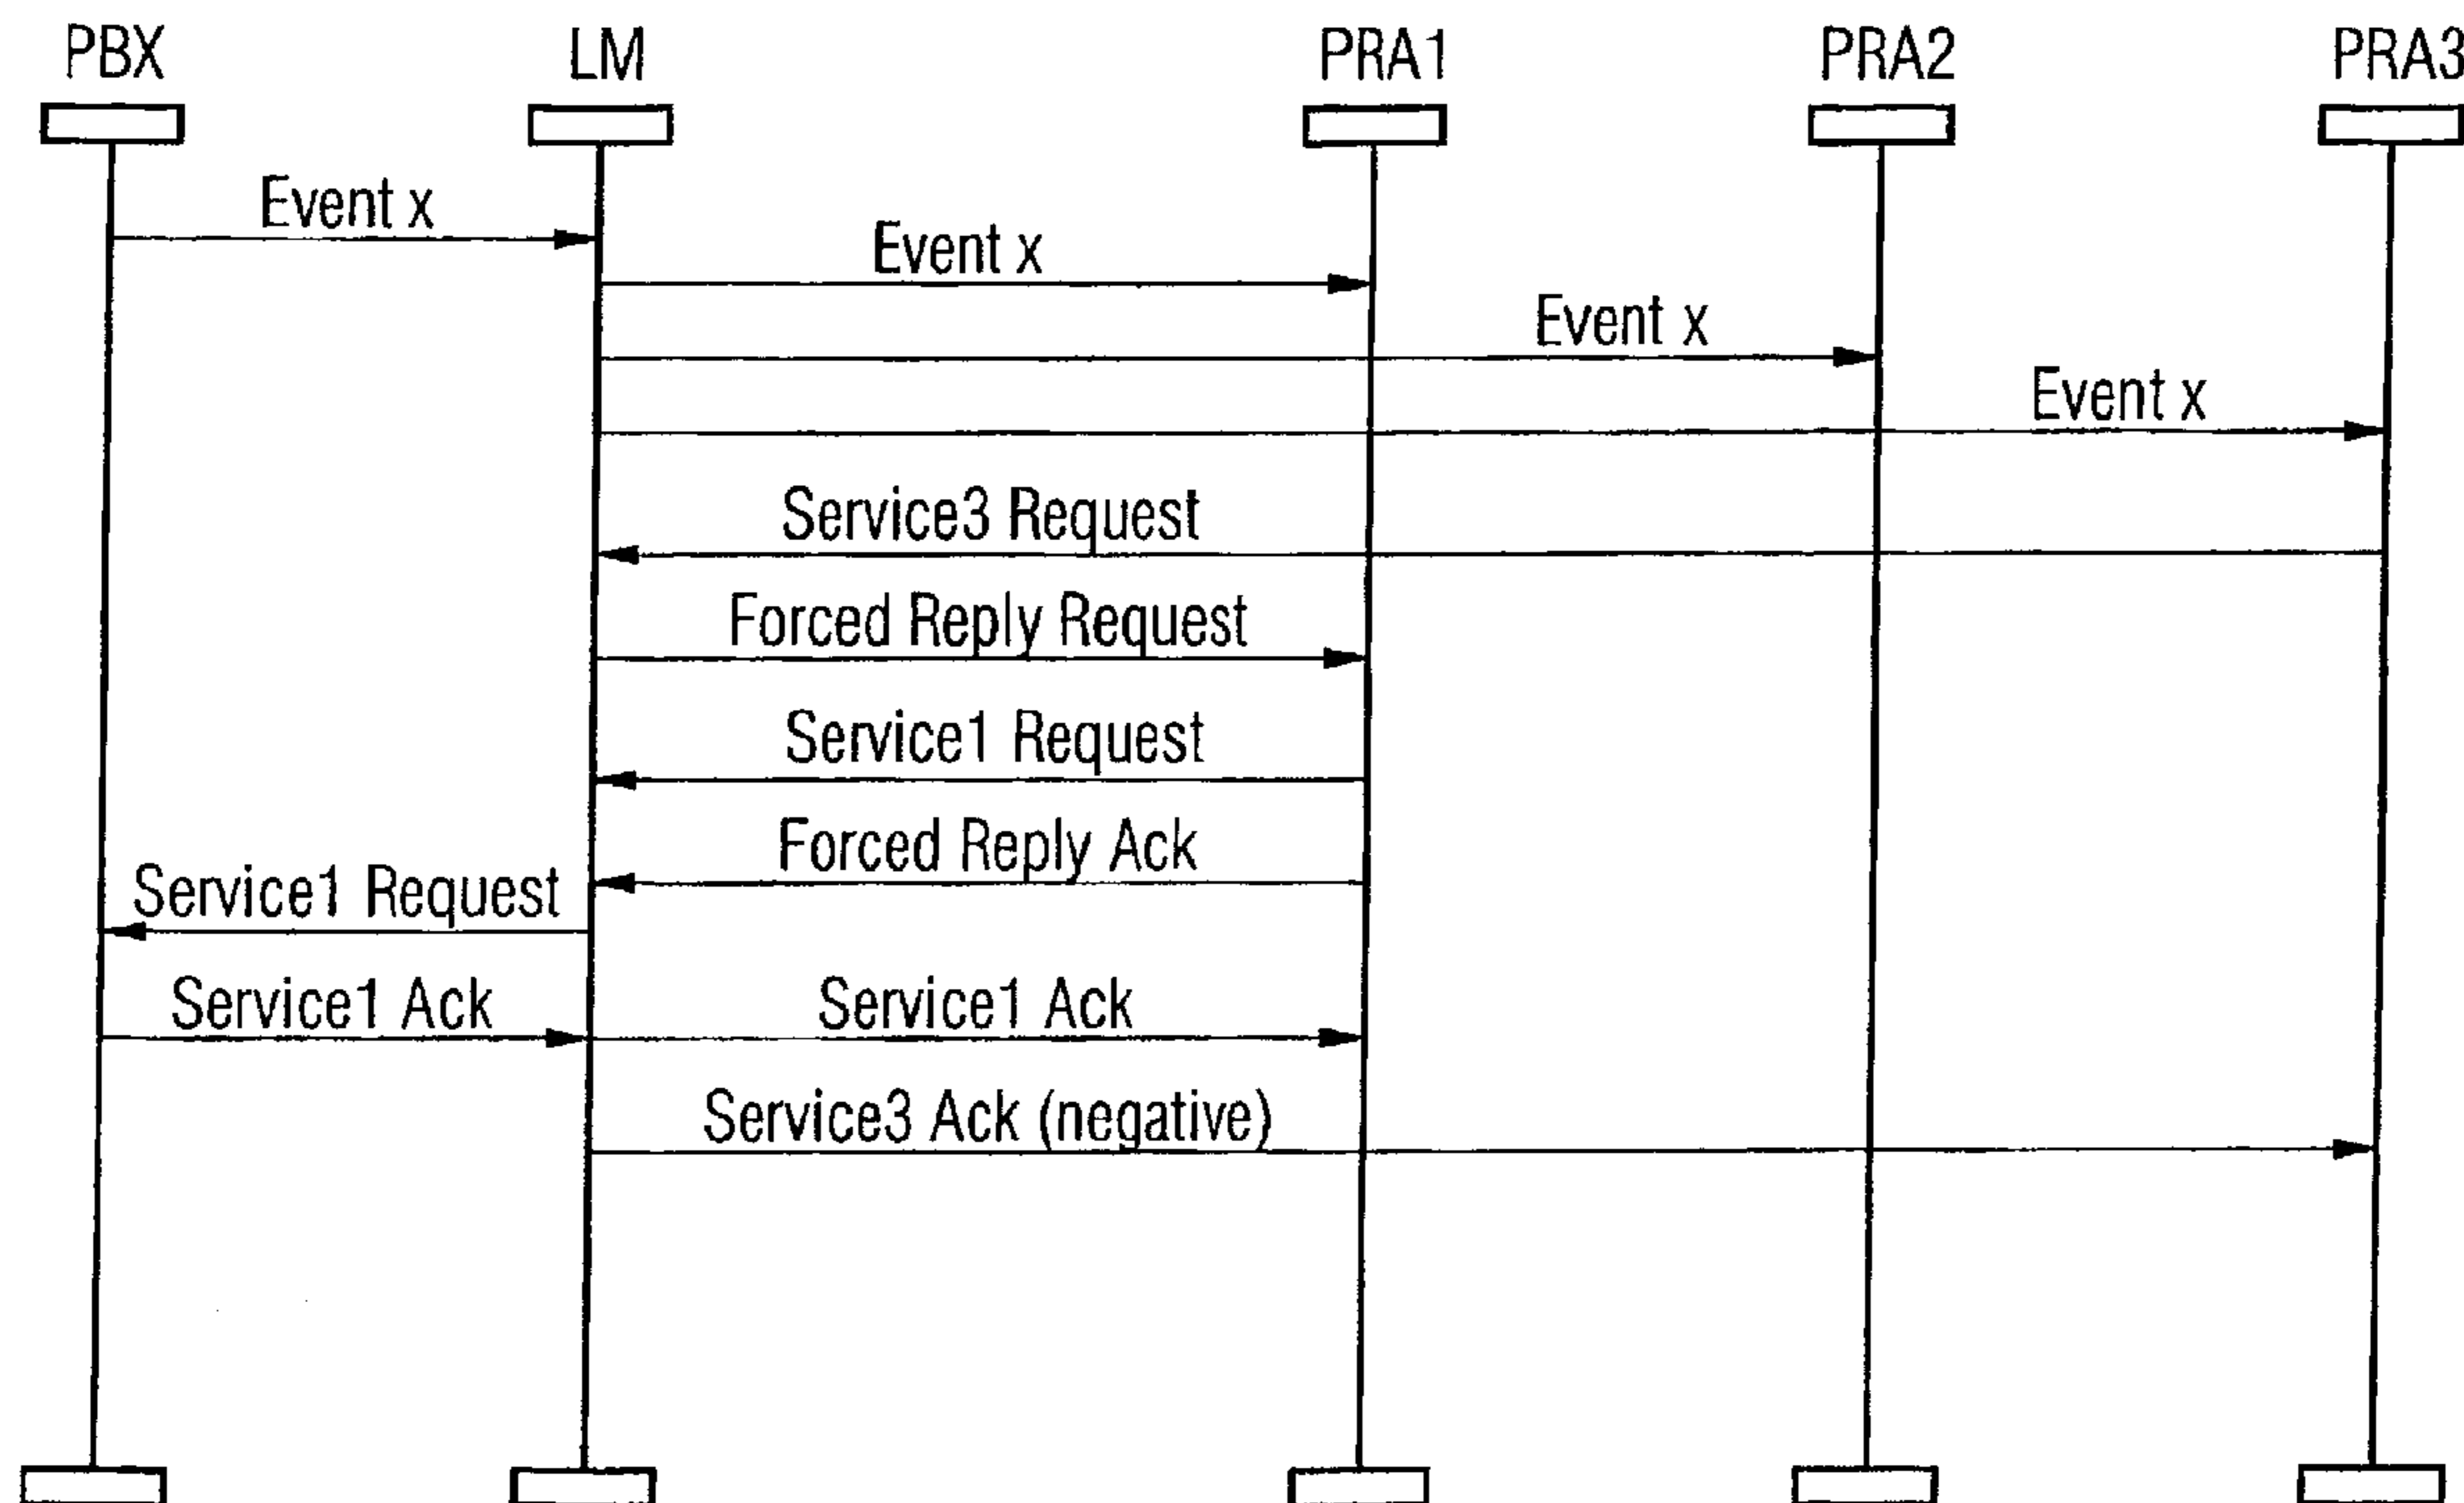 PBX LM PRA1 PRA2 PRA3
Event x
Event x
Event x
Event x
Service3 Request
Forced Reply Request
Service1 Request
Forced Reply Ack
Service1 Request
Service1 Ack Service1 Ack
Service3 Ack (negative)